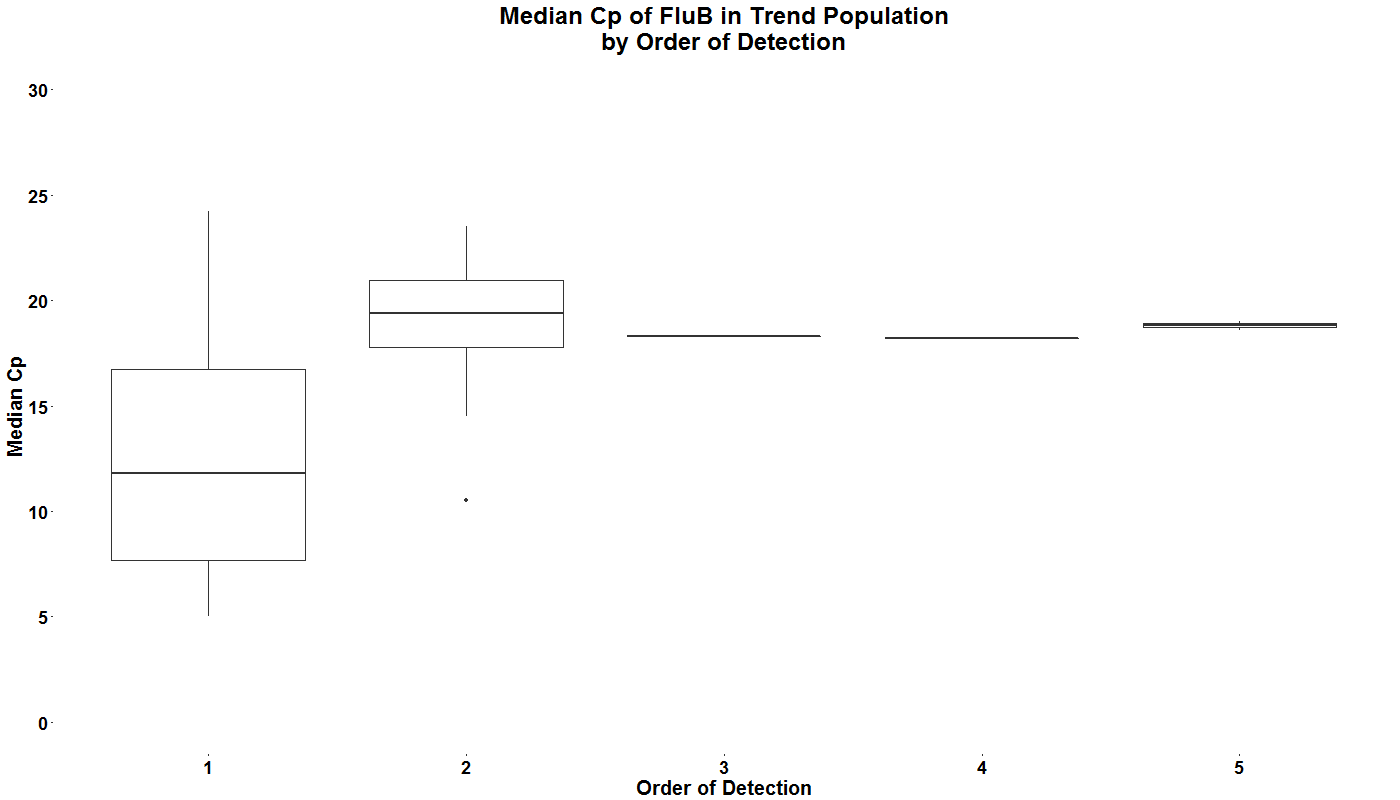 Median Cp of FluB in Trend Population
by Order of Detection
Median Cp
30
25
20
15
10
5
0
1 2 3 4 5
Order of Detection